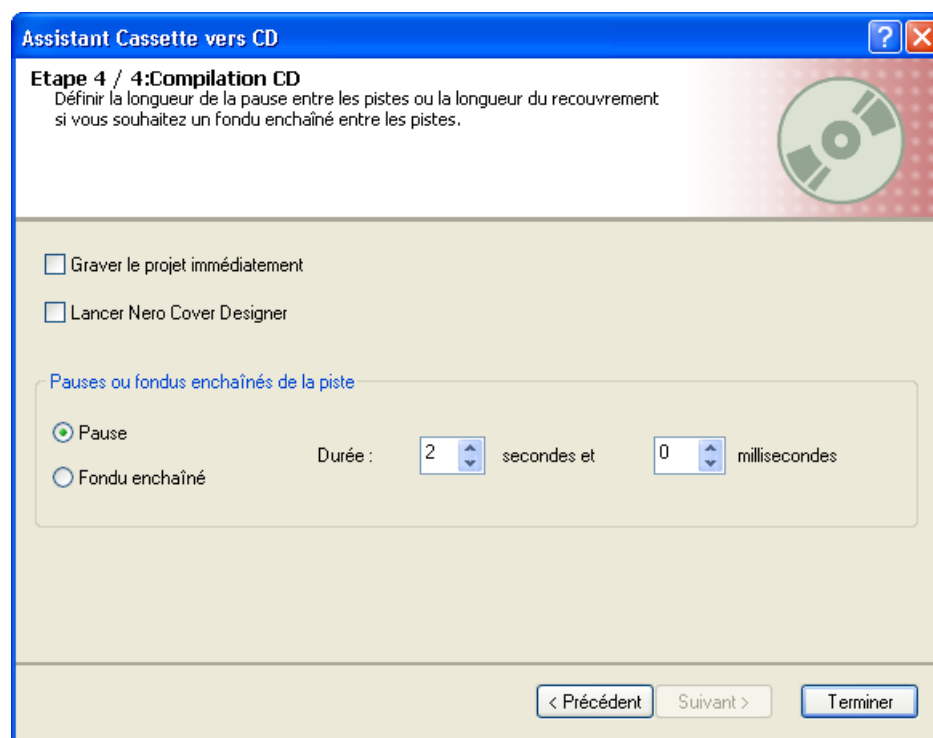 Assistant Cassette vers CD
Etape 4 / 4:Compilation CD
Définir la longueur de la pause entre les pistes ou la longueur du recouvrement
si vous souhaitez un fondu enchaîné entre les pistes.
Graver le projet immédiatement
Lancer Nero Cover Designer
Pauses ou fondus enchaînés de la piste
Pause
Durée : 2 secondes et 0 millisecondes
Fondu enchaîné
< Précédent Suivant > Terminer